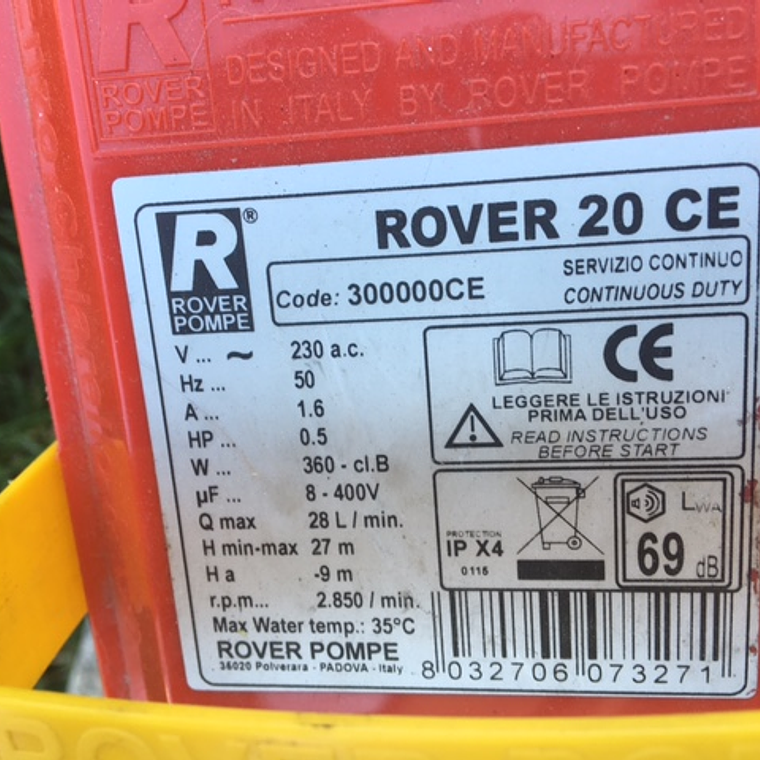 R
ROVER
POMPE
DESIGNED AND MANUFACTURED
IN ITALY BY ROVER POMPE
R®
ROVER
POMPE
ROVER 20 CE
Code: 300000CE
SERVIZIO CONTINUO
CONTINUOUS DUTY
V ... ~ 230 a.c.
Hz ... 50
A ... 1.6
HP ... 0.5
W ... 360 - cl.B
µF ... 8 - 400V
Q max 28 L / min.
H min-max 27 m
H a -9 m
r.p.m... 2.850 / min.
Max Water temp.: 35°C
ROVER POMPE
35020 Polverara - PADOVA - Italy
CE
LEGGERE LE ISTRUZIONI
PRIMA DELL'USO
READ INSTRUCTIONS
BEFORE START
PROTECTION
IP X4
0115
LWA
69 dB
8 032706 073271